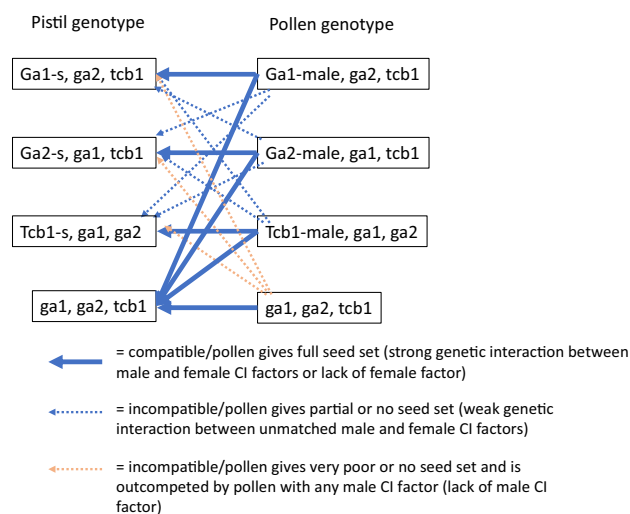 Pistil genotype Pollen genotype
Ga1-s, ga2, tcb1 Ga1-male, ga2, tcb1
Ga2-s, ga1, tcb1 Ga2-male, ga1, tcb1
Tcb1-s, ga1, ga2 Tcb1-male, ga1, ga2
ga1, ga2, tcb1 ga1, ga2, tcb1
= compatible/pollen gives full seed set (strong genetic interaction between
male and female CI factors or lack of female factor)
= incompatible/pollen gives partial or no seed set (weak genetic
interaction between unmatched male and female CI factors)
= incompatible/pollen gives very poor or no seed set and is
outcompeted by pollen with any male CI factor (lack of male CI
factor)